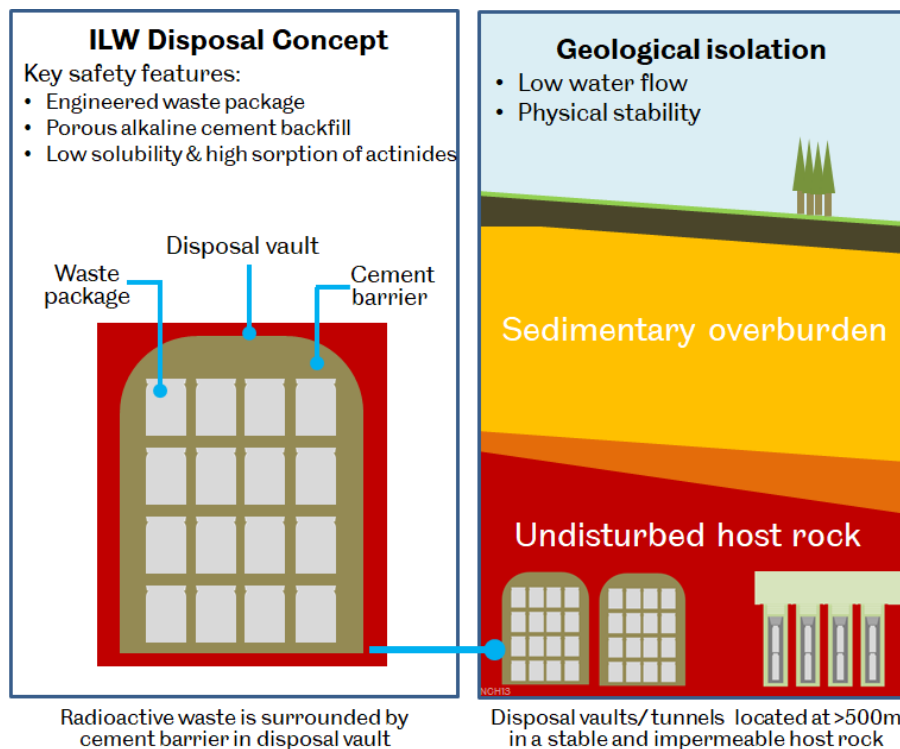 ILW Disposal Concept
Key safety features:
• Engineered waste package
• Porous alkaline cement backfill
• Low solubility & high sorption of actinides
Disposal vault
Waste
package
Cement
barrier
Radioactive waste is surrounded by
cement barrier in disposal vault
Geological isolation
• Low water flow
• Physical stability
Sedimentary overburden
Undisturbed host rock
NCH13
Disposal vaults/tunnels located at >500m
in a stable and impermeable host rock